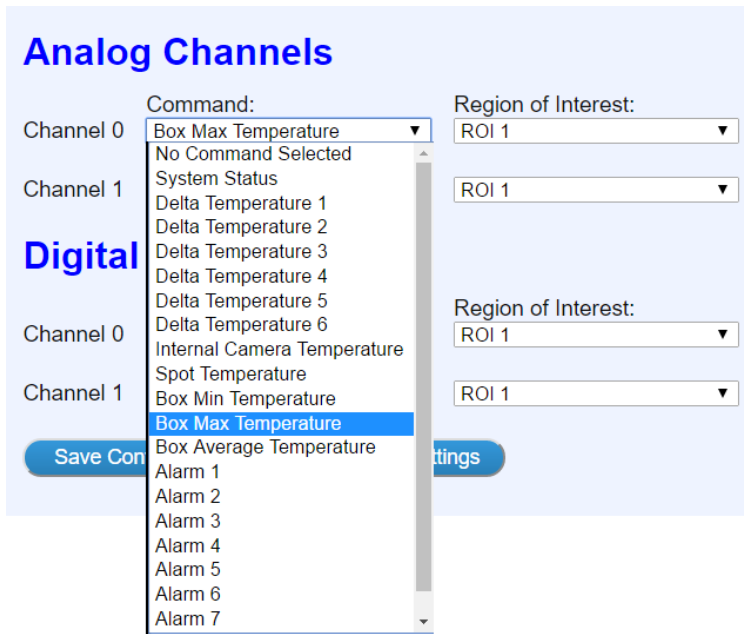 Analog Channels
Command:
Region of Interest:
Channel 0
Box Max Temperature
ROI 1
No Command Selected
System Status
Channel 1
ROI 1
Delta Temperature 1
Delta Temperature 2
Delta Temperature 3
Digital
Delta Temperature 4
Delta Temperature 5
Region of Interest:
Delta Temperature 6
Channel 0
ROI 1
Internal Camera Temperature
Spot Temperature
Channel 1
Box Min Temperature
ROI 1
Box Max Temperature
Box Average Temperature
Save Con
ttings
Alarm 1
Alarm 2
Alarm 3
Alarm 4
Alarm 5
Alarm 6
Alarm 7